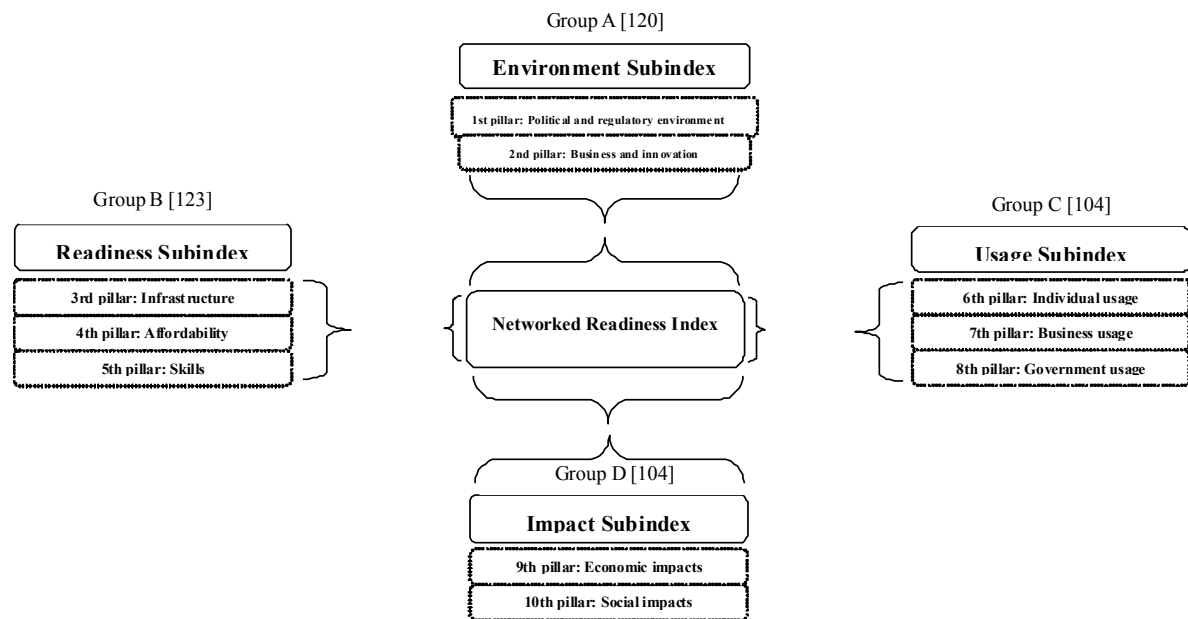 Group A [120]
Environment Subindex
1st pillar: Political and regulatory environment
2nd pillar: Business and innovation
Group B [123]
Readiness Subindex
3rd pillar: Infrastructure
4th pillar: Affordability
5th pillar: Skills
Networked Readiness Index
Group C [104]
Usage Subindex
6th pillar: Individual usage
7th pillar: Business usage
8th pillar: Government usage
Group D [104]
Impact Subindex
9th pillar: Economic impacts
10th pillar: Social impacts